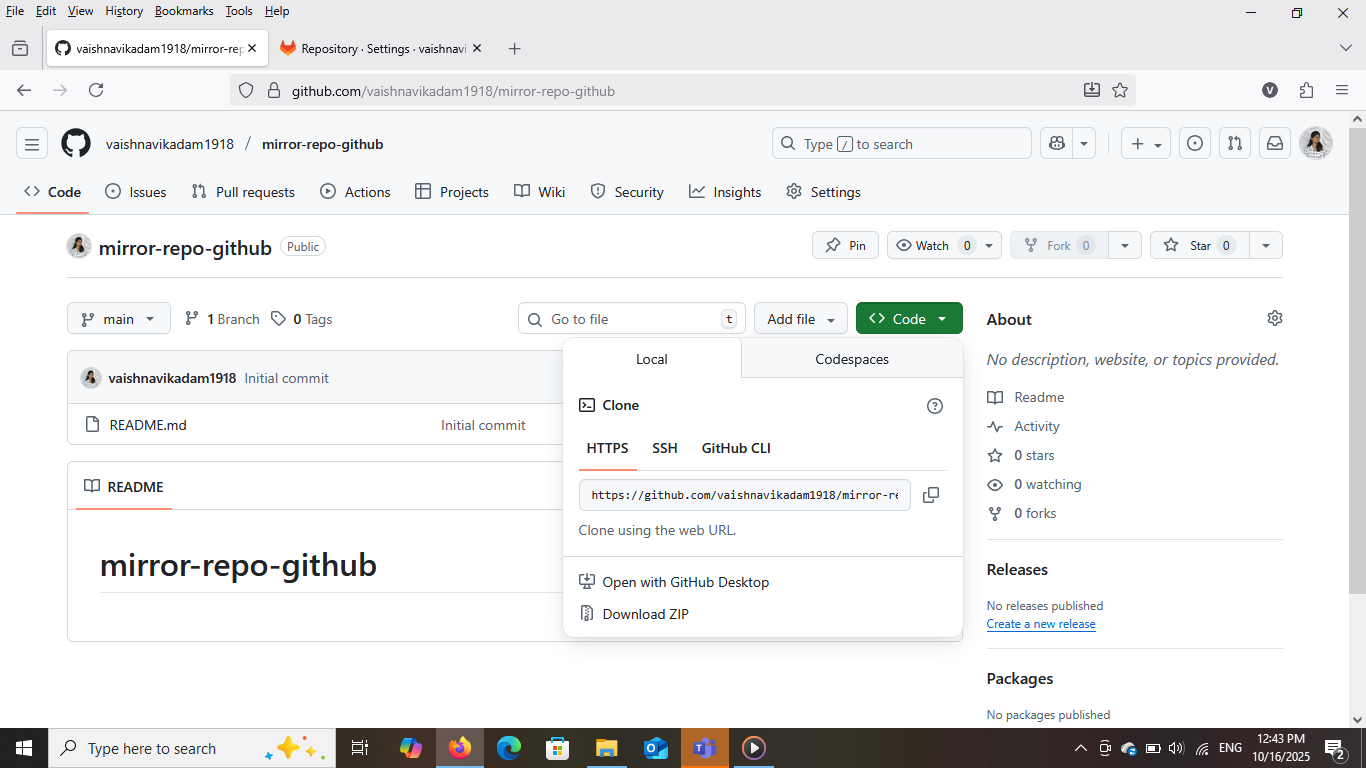 File Edit View History Bookmarks Tools Help
vaishnavikadam1918/mirror-rep
Repository · Settings · vaishnavi
github.com/vaishnavikadam1918/mirror-repo-github
V
vaishnavikadam1918 / mirror-repo-github
Type / to search
Code Issues Pull requests Actions Projects Wiki Security Insights Settings
mirror-repo-github Public
Pin Watch 0 Fork 0 Star 0
main 1 Branch 0 Tags
Go to file t
Add file
Code
vaishnavikadam1918 Initial commit
README.md Initial commit
README
mirror-repo-github
Local Codespaces
Clone
HTTPS SSH GitHub CLI
https://github.com/vaishnavikadam1918/mirror-re
Clone using the web URL.
Open with GitHub Desktop
Download ZIP
About
No description, website, or topics provided.
Readme
Activity
0 stars
0 watching
0 forks
Releases
No releases published
Create a new release
Packages
No packages published
Type here to search
ENG
12:43 PM
10/16/2025
2